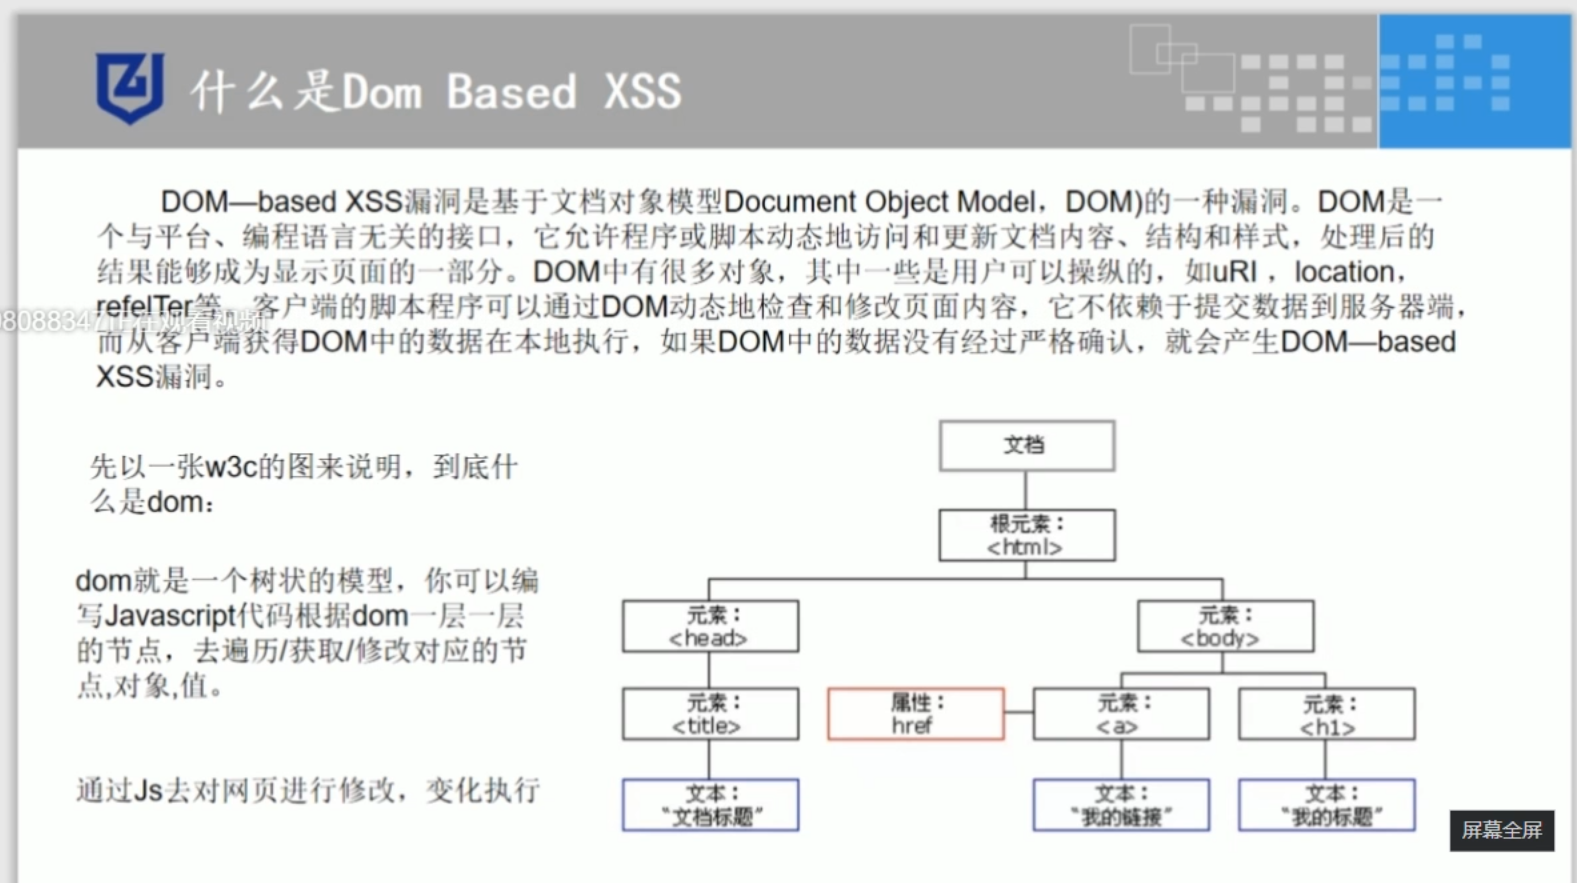 什么是Dom Based XSS
DOM—based XSS漏洞是基于文档对象模型Document Object Model，DOM)的一种漏洞。DOM是一
个与平台、编程语言无关的接口，它允许程序或脚本动态地访问和更新文档内容、结构和样式，处理后的
结果能够成为显示页面的一部分。DOM中有很多对象，其中一些是用户可以操纵的，如uRI ，location，
refelTer等。客户端的脚本程序可以通过DOM动态地检查和修改页面内容，它不依赖于提交数据到服务器端，
正在观看视频
而从客户端获得DOM中的数据在本地执行，如果DOM中的数据没有经过严格确认，就会产生DOM—based
XSS漏洞。
先以一张w3c的图来说明，到底什
么是dom：
dom就是一个树状的模型，你可以编
写Javascript代码根据dom一层一层
的节点，去遍历/获取/修改对应的节
点,对象,值。
通过Js去对网页进行修改，变化执行
文档
根元素：
<html>
元素：
<head>
元素：
<body>
元素：
<title>
属性：
href
元素：
<a>
元素：
<h1>
文本：
“文档标题”
文本：
“我的链接”
文本：
“我的标题”
屏幕全屏